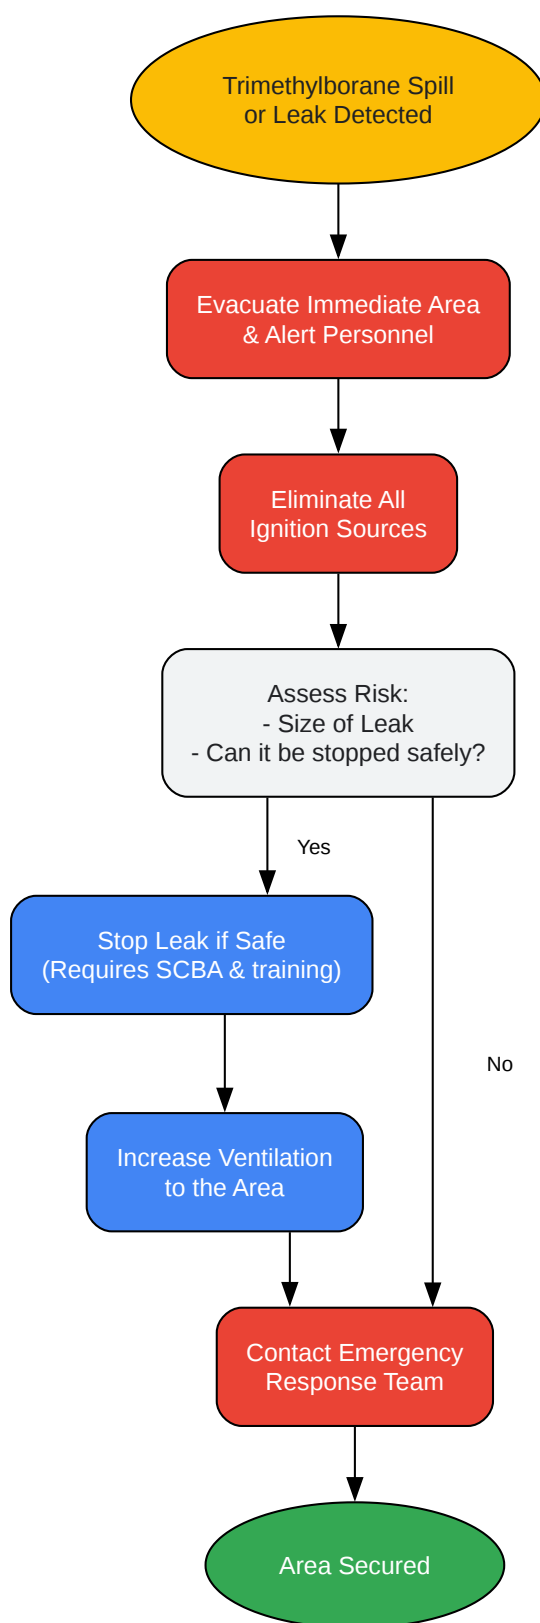 Trimethylborane Spill
or Leak Detected
Evacuate Immediate Area
& Alert Personnel
Eliminate All
Ignition Sources
Assess Risk:
- Size of Leak
- Can it be stopped safely?
Yes
Stop Leak if Safe
(Requires SCBA & training)
No
Increase Ventilation
to the Area
Contact Emergency
Response Team
Area Secured